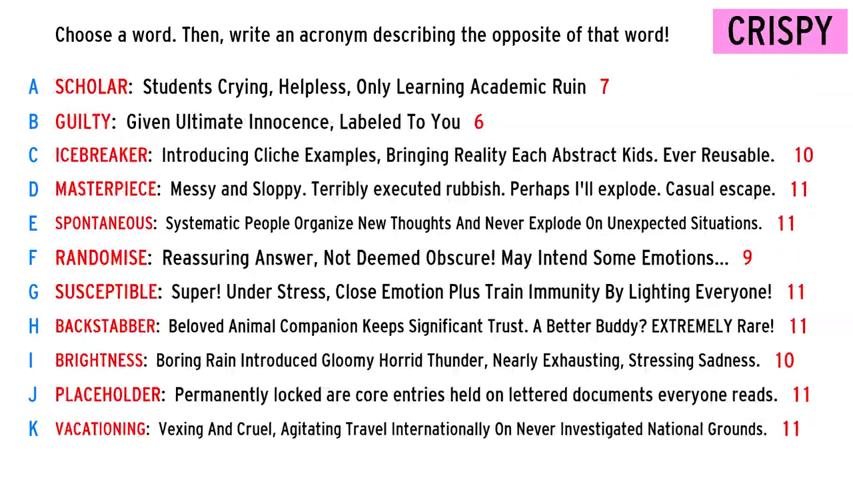 Choose a word. Then, write an acronym describing the opposite of that word!
CRISPY
A SCHOLAR: Students Crying, Helpless, Only Learning Academic Ruin 7
B GUILTY: Given Ultimate Innocence, Labeled To You 6
C ICEBREAKER: Introducing Cliche Examples, Bringing Reality Each Abstract Kids. Ever Reusable. 10
D MASTERPIECE: Messy and Sloppy. Terribly executed rubbish. Perhaps I'll explode. Casual escape. 11
E SPONTANEOUS: Systematic People Organize New Thoughts And Never Explode On Unexpected Situations. 11
F RANDOMISE: Reassuring Answer, Not Deemed Obscure! May Intend Some Emotions... 9
G SUSCEPTIBLE: Super! Under Stress, Close Emotion Plus Train Immunity By Lighting Everyone! 11
H BACKSTABBER: Beloved Animal Companion Keeps Significant Trust. A Better Buddy? EXTREMELY Rare! 11
I BRIGHTNESS: Boring Rain Introduced Gloomy Horrid Thunder, Nearly Exhausting, Stressing Sadness. 10
J PLACEHOLDER: Permanently locked are core entries held on lettered documents everyone reads. 11
K VACATIONING: Vexing And Cruel, Agitating Travel Internationally On Never Investigated National Grounds. 11